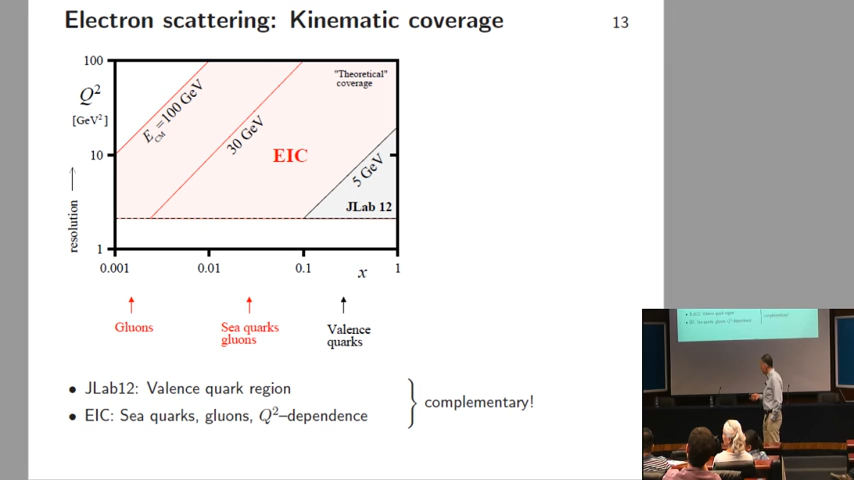 Electron scattering: Kinematic coverage
13
100
Q²
[GeV²]
10
resolution
1
E_CM=100 GeV
30 GeV
"Theoretical"
coverage
EIC
5 GeV
JLab 12
0.001
0.01
0.1
x
1
Gluons
Sea quarks
gluons
Valence
quarks
• JLab12: Valence quark region
• EIC: Sea quarks, gluons, Q²–dependence
complementary!